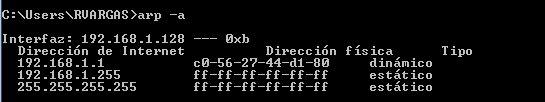 C:\Users\RVARGAS>arp -a
Interfaz: 192.168.1.128 --- 0xb
Dirección de Internet Dirección física Tipo
192.168.1.1 c0-56-27-44-d1-80 dinámico
192.168.1.255 ff-ff-ff-ff-ff-ff estático
255.255.255.255 ff-ff-ff-ff-ff-ff estático